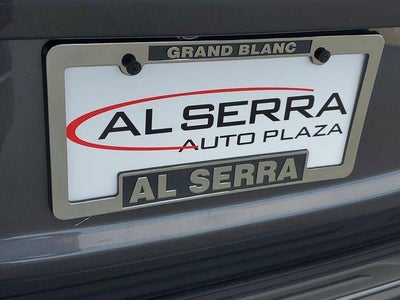 GRAND BLANC
AL SERRA
AUTO PLAZA
AL SERRA